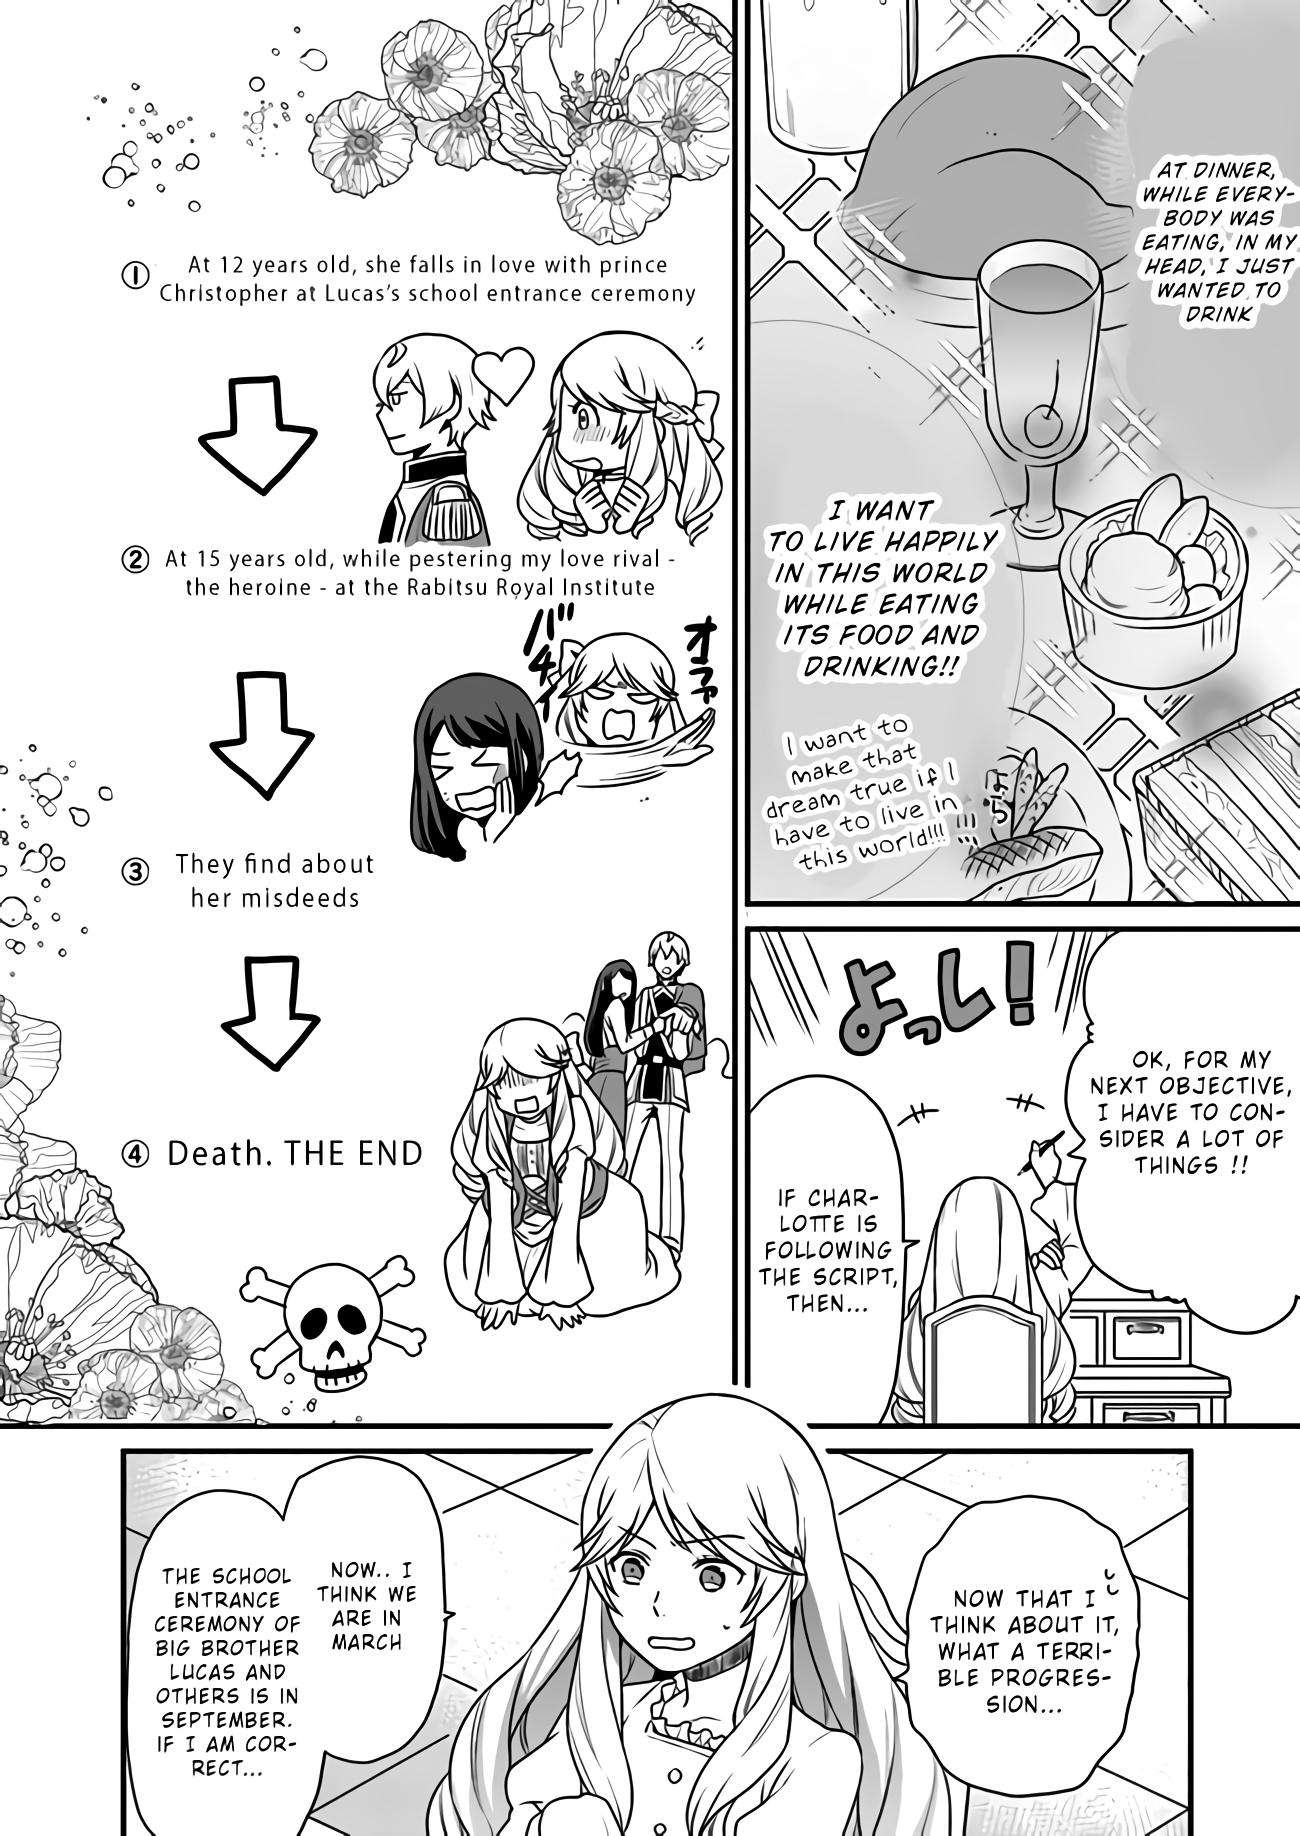 AT DINNER,
WHILE EVERY-
BODY WAS
EATING, IN MY
HEAD, I JUST
WANTED TO
DRINK
I WANT
TO LIVE HAPPILY
IN THIS WORLD
WHILE EATING
ITS FOOD AND
DRINKING!!
I want to
make that
dream true if I
have to live in
this world!!!
よっし!
OK, FOR MY
NEXT OBJECTIVE,
I HAVE TO CON-
SIDER A LOT OF
THINGS !!
IF CHAR-
LOTTE IS
FOLLOWING
THE SCRIPT,
THEN...
① At 12 years old, she falls in love with prince
Christopher at Lucas's school entrance ceremony
② At 15 years old, while pestering my love rival -
the heroine - at the Rabitsu Royal Institute
③ They find about
her misdeeds
④ Death. THE END
NOW THAT I
THINK ABOUT IT,
WHAT A TERRI-
BLE PROGRES-
SION...
NOW.. I
THINK WE
ARE IN
MARCH
THE SCHOOL
ENTRANCE
CEREMONY OF
BIG BROTHER
LUCAS AND
OTHERS IS IN
SEPTEMBER.
IF I AM COR-
RECT...